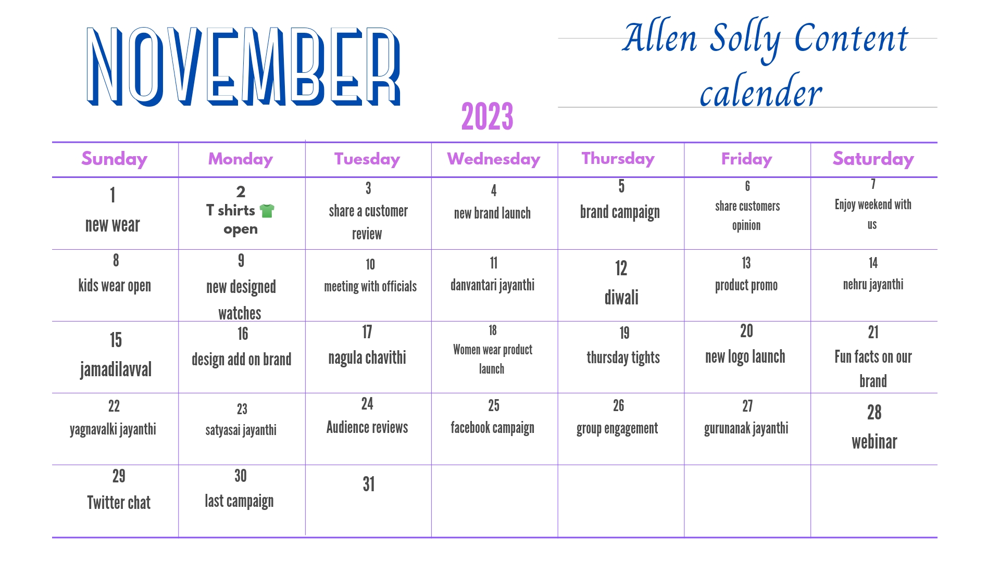 NOVEMBER
Allen Solly Content
calender
2023
Sunday
Monday
Tuesday
Wednesday
Thursday
Friday
Saturday
1
new wear
2
T shirts 👕
open
3
share a customer
review
4
new brand launch
5
brand campaign
6
share customers
opinion
7
Enjoy weekend with
us
8
kids wear open
9
new designed
watches
10
meeting with officials
11
danvantari jayanthi
12
diwali
13
product promo
14
nehru jayanthi
15
jamadilavval
16
design add on brand
17
nagula chavithi
18
Women wear product
launch
19
thursday tights
20
new logo launch
21
Fun facts on our
brand
22
yagnavalki jayanthi
23
satyasai jayanthi
24
Audience reviews
25
facebook campaign
26
group engagement
27
gurunanak jayanthi
28
webinar
29
Twitter chat
30
last campaign
31